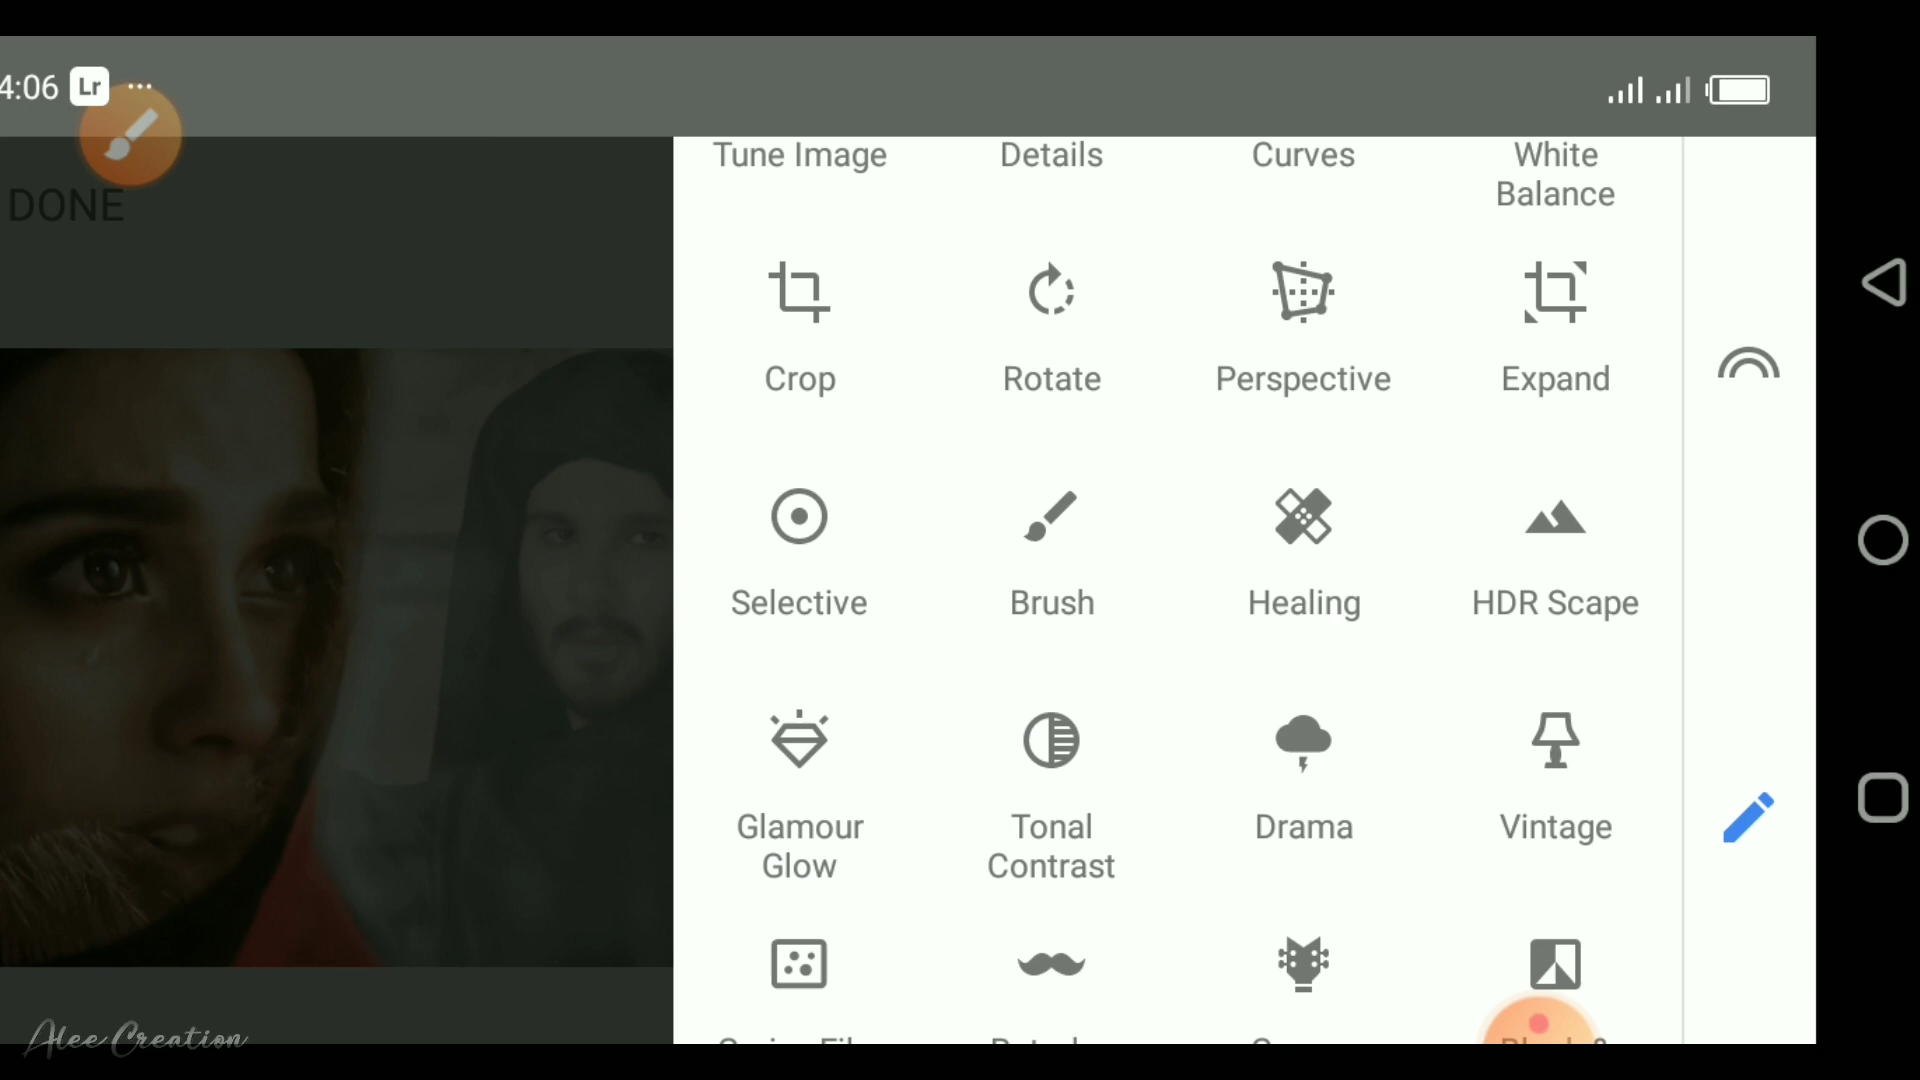 4:06 Lr
DONE
Tune Image Details Curves White Balance
Crop Rotate Perspective Expand
Selective Brush Healing HDR Scape
Glamour Glow Tonal Contrast Drama Vintage
Alee Creation